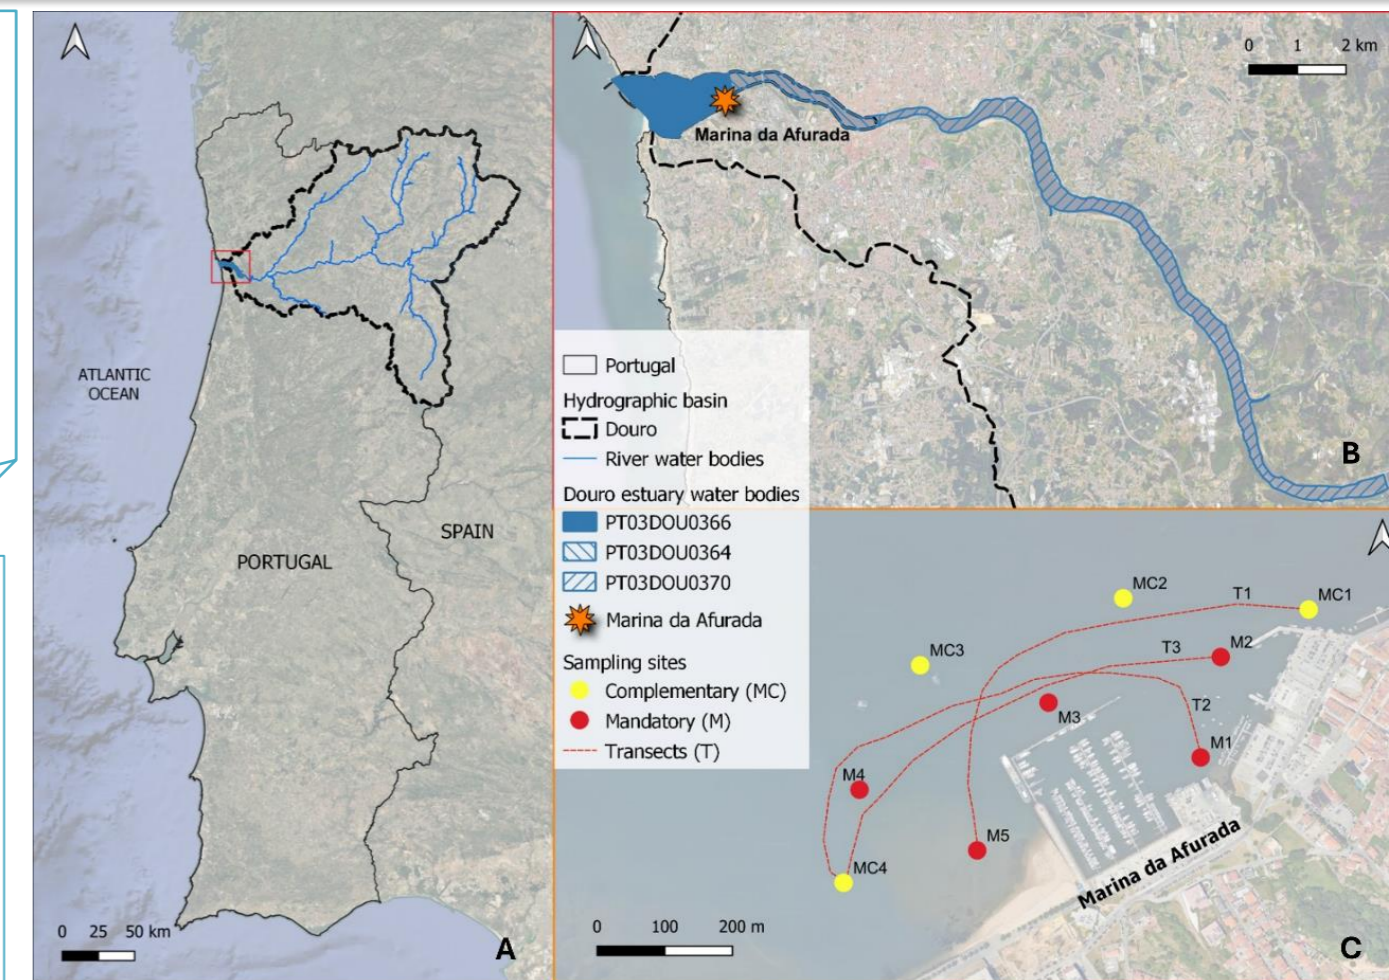 ATLANTIC
OCEAN
PORTUGAL
SPAIN
0 25 50 km
A
0 1 2 km
Marina da Afurada
B
Portugal
Hydrographic basin
Douro
River water bodies
Douro estuary water bodies
PT03DOU0366
PT03DOU0364
PT03DOU0370
Marina da Afurada
Sampling sites
Complementary (MC)
Mandatory (M)
Transects (T)
MC2
T1
MC1
MC3
T3
M2
M3
T2
M1
M4
M5
MC4
Marina da Afurada
0 100 200 m
C